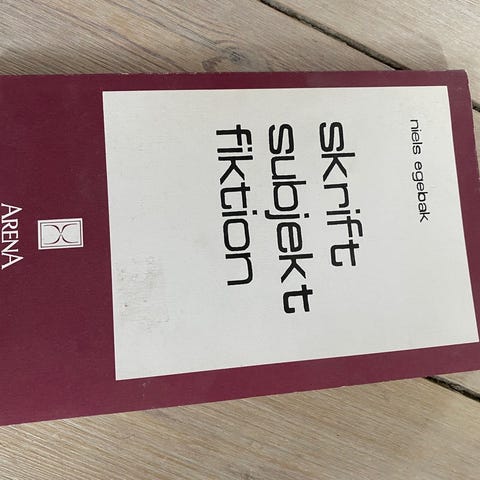 niels egebak
skrift
subjekt
fiktion
ARENA